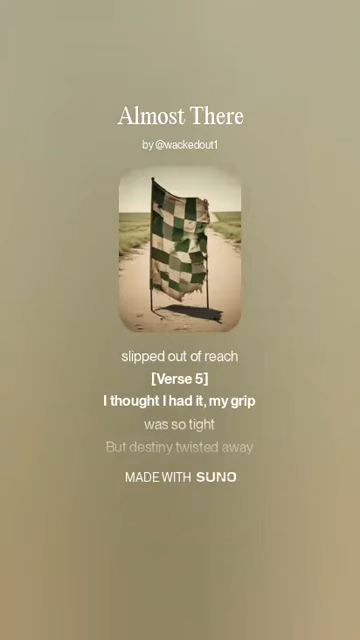 Almost There
by @wackedout1
slipped out of reach
[Verse 5]
I thought I had it, my grip
was so tight
But destiny twisted away
MADE WITH SUNO